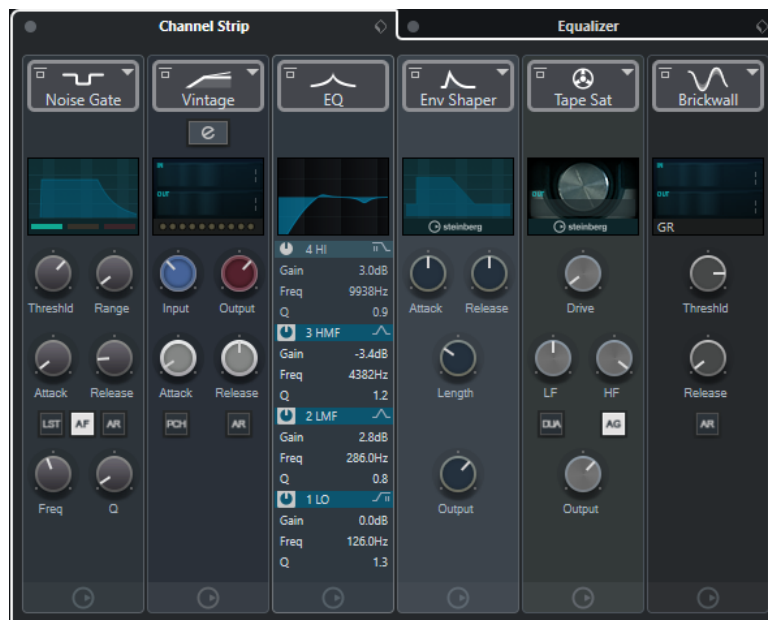 Channel Strip
Equalizer
Noise Gate
Vintage
EQ
Env Shaper
Tape Sat
Brickwall
e
IN
OUT
OUT
IN
OUT
steinberg
steinberg
GR
Threshld
Range
Attack
Release
LST AF AR
Freq
Q
Input
Output
Attack
Release
PCH AR
4 HI
Gain 3.0dB
Freq 9938Hz
Q 0.9
3 HMF
Gain -3.4dB
Freq 4382Hz
Q 1.2
2 LMF
Gain 2.8dB
Freq 286.0Hz
Q 0.8
1 LO
Gain 0.0dB
Freq 126.0Hz
Q 1.3
Attack
Release
Length
Output
Drive
LF
HF
DUA AG
Output
Threshld
Release
AR